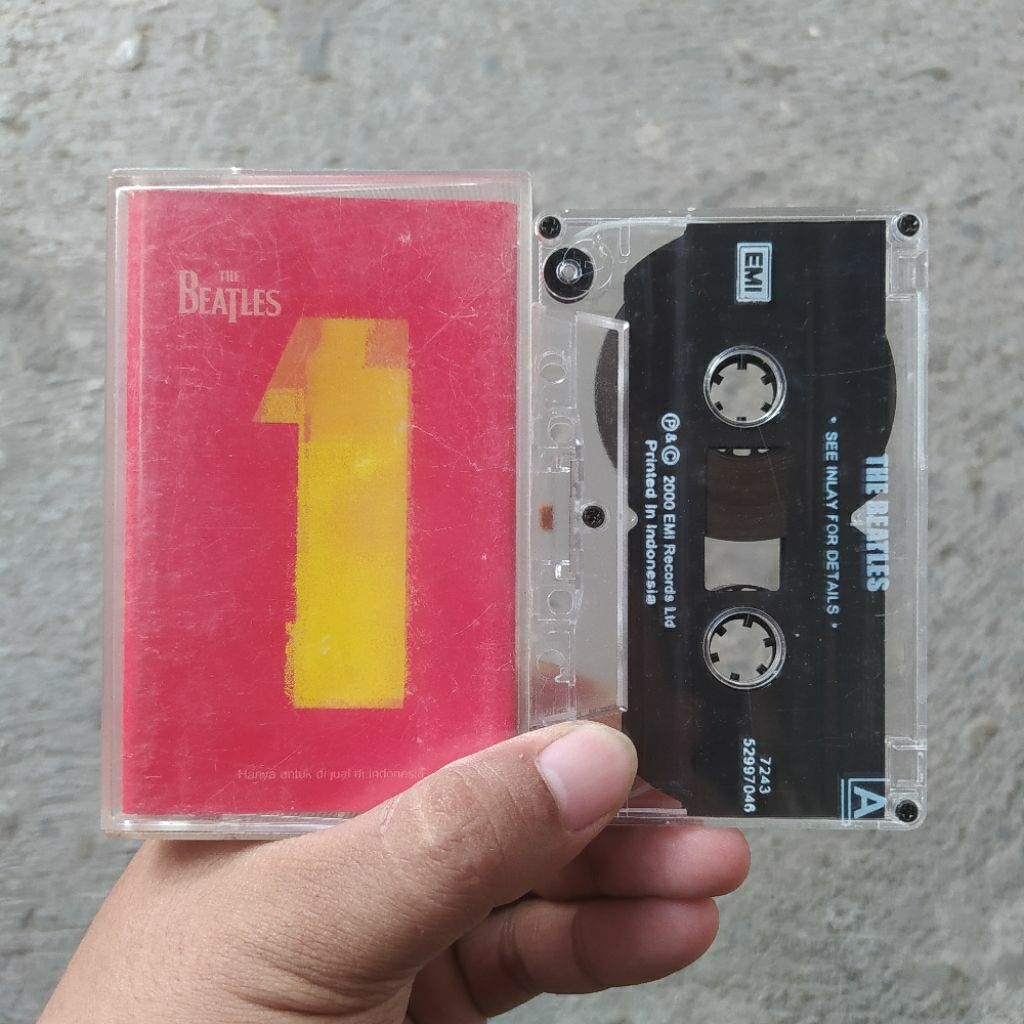 THE
BEATLES
1
Hanya untuk dijual di Indonesia
EMI
THE BEATLES
* SEE INLAY FOR DETAILS *
Ⓟ&© 2000 EMI Records Ltd
Printed in Indonesia
7243
52997046
A